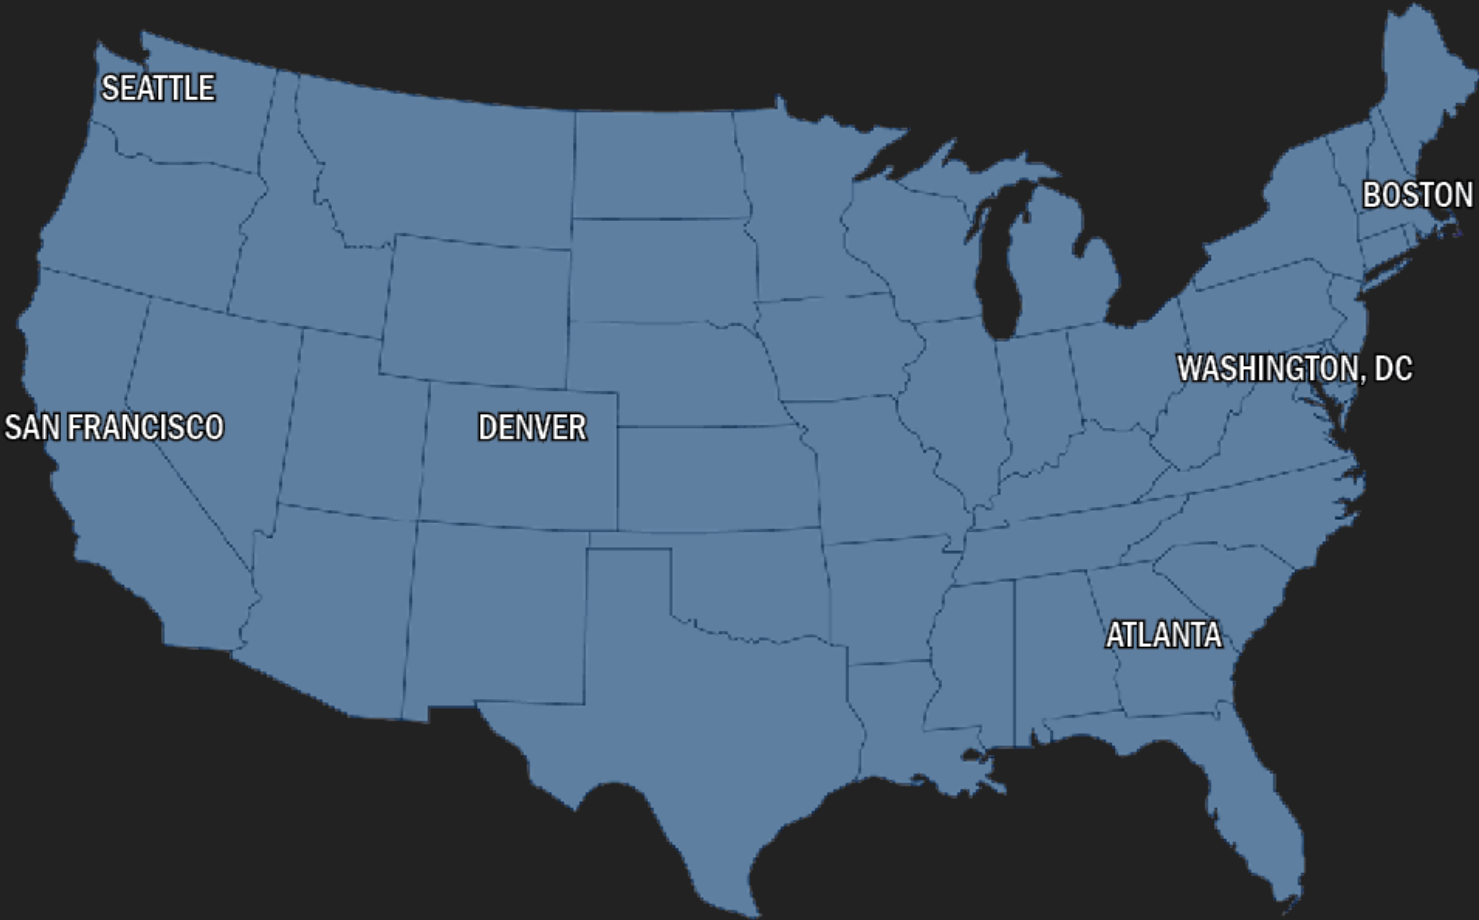 SEATTLE
BOSTON
WASHINGTON, DC
SAN FRANCISCO
DENVER
ATLANTA